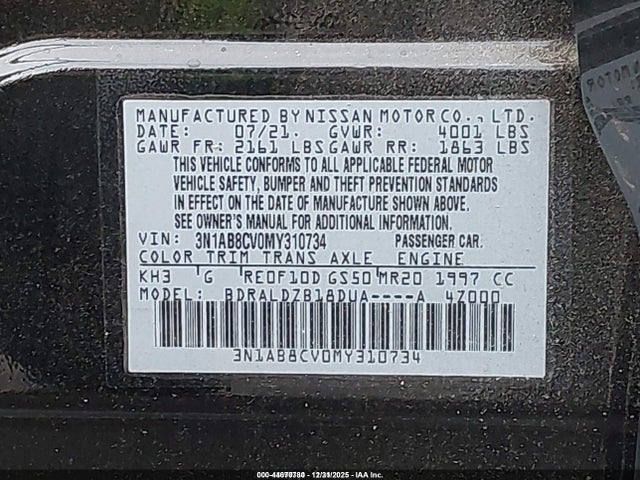 MANUFACTURED BY NISSAN MOTOR CO., LTD.
DATE: 07/21. GVWR: 4001 LBS
GAWR FR: 2161 LBS GAWR RR: 1863 LBS
THIS VEHICLE CONFORMS TO ALL APPLICABLE FEDERAL MOTOR
VEHICLE SAFETY, BUMPER AND THEFT PREVENTION STANDARDS
IN EFFECT ON THE DATE OF MANUFACTURE SHOWN ABOVE.
SEE OWNER'S MANUAL FOR ADDITIONAL INFORMATION.
VIN: 3N1AB8CV0MY310734 PASSENGER CAR.
COLOR TRIM TRANS AXLE ENGINE
KH3 G RE0F10D GS50 MR20 1997 CC
MODEL: BDRALDZB18DUA----A 4Z000
3N1AB8CV0MY310734
12/31/2025 - IAA Inc.